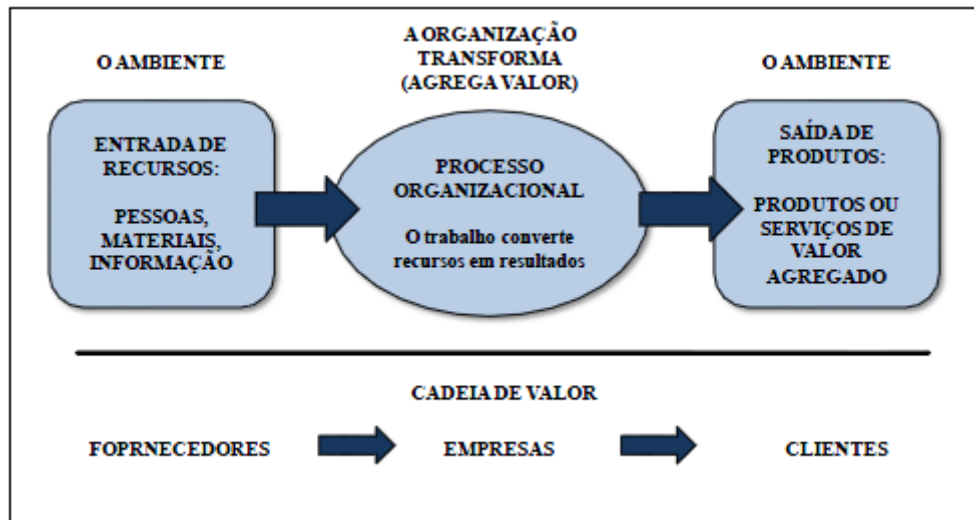 O AMBIENTE
A ORGANIZAÇÃO
TRANSFORMA
(AGREGA VALOR)
O AMBIENTE
ENTRADA DE
RECURSOS:
PESSOAS,
MATERIAIS,
INFORMAÇÃO
PROCESSO
ORGANIZACIONAL
O trabalho converte
recursos em resultados
SAÍDA DE
PRODUTOS:
PRODUTOS OU
SERVIÇOS DE
VALOR
AGREGADO
CADEIA DE VALOR
FOPRNECEDORES
EMPRESAS
CLIENTES